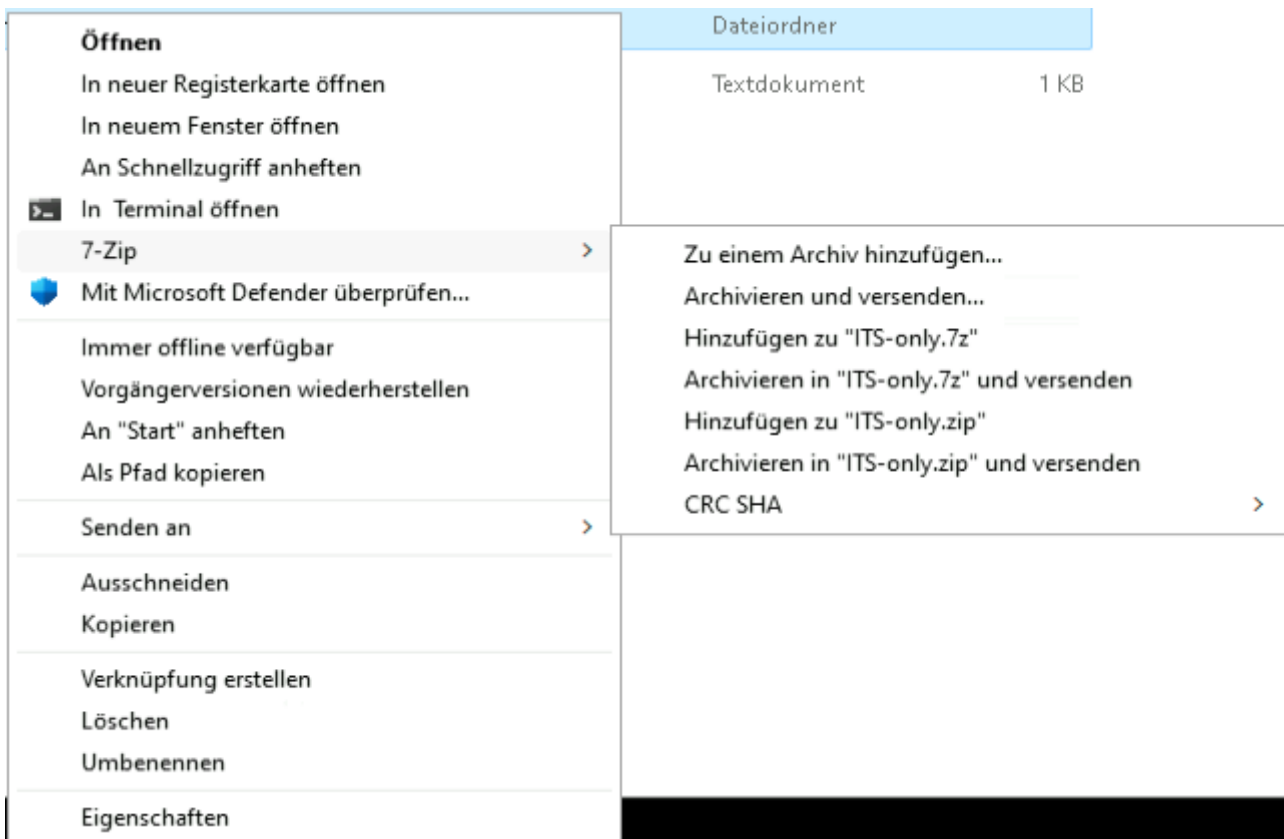 Dateiordner
Textdokument 1 KB
Öffnen
In neuer Registerkarte öffnen
In neuem Fenster öffnen
An Schnellzugriff anheften
In Terminal öffnen
7-Zip
Mit Microsoft Defender überprüfen...
Immer offline verfügbar
Vorgängerversionen wiederherstellen
An "Start" anheften
Als Pfad kopieren
Senden an
Ausschneiden
Kopieren
Verknüpfung erstellen
Löschen
Umbenennen
Eigenschaften
Zu einem Archiv hinzufügen...
Archivieren und versenden...
Hinzufügen zu "ITS-only.7z"
Archivieren in "ITS-only.7z" und versenden
Hinzufügen zu "ITS-only.zip"
Archivieren in "ITS-only.zip" und versenden
CRC SHA